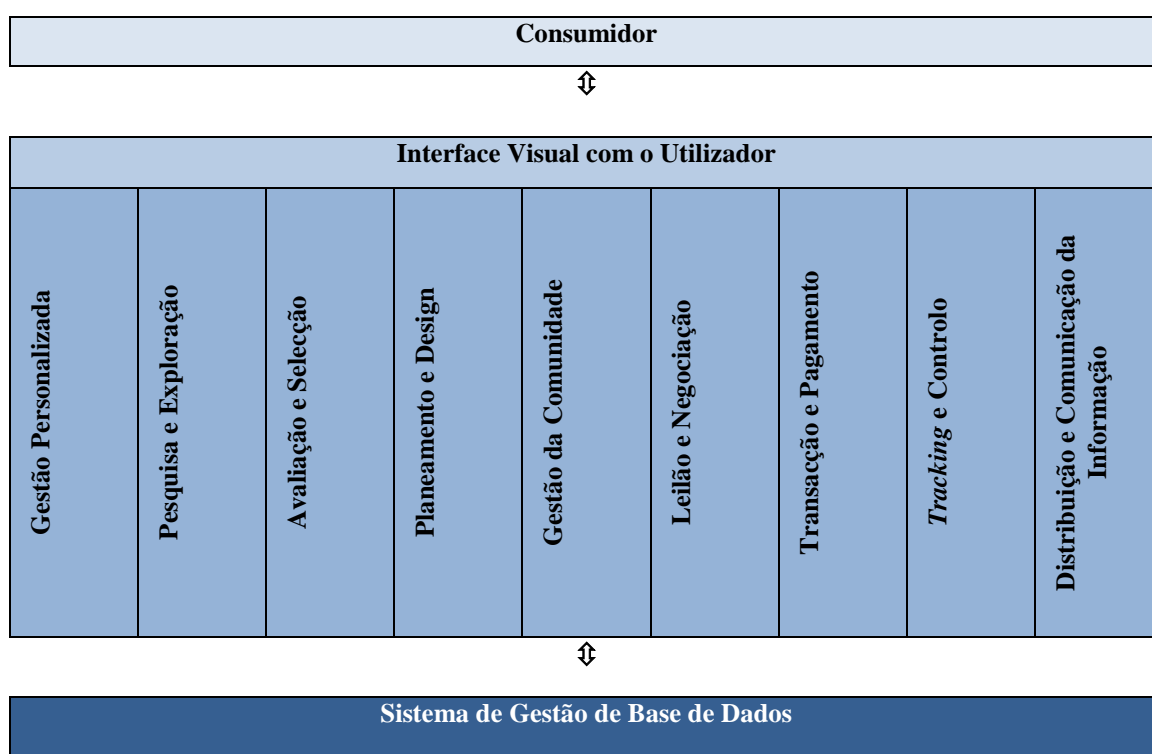 Consumidor
⇳
Interface Visual com o Utilizador
Gestão Personalizada
Pesquisa e Exploração
Avaliação e Selecção
Planeamento e Design
Gestão da Comunidade
Leilão e Negociação
Transacção e Pagamento
Tracking e Controlo
Distribuição e Comunicação da
Informação
⇳
Sistema de Gestão de Base de Dados